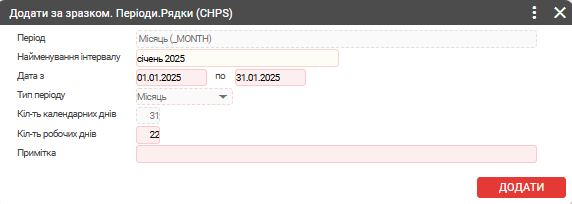 Додати за зразком. Періоди.Рядки (CHPS)
Період Місяць (_MONTH)
Найменування інтервалу січень 2025
Дата з 01.01.2025 по 31.01.2025
Тип періоду Місяць
Кіл-ть календарних днів 31
Кіл-ть робочих днів 22
Примітка
ДОДАТИ